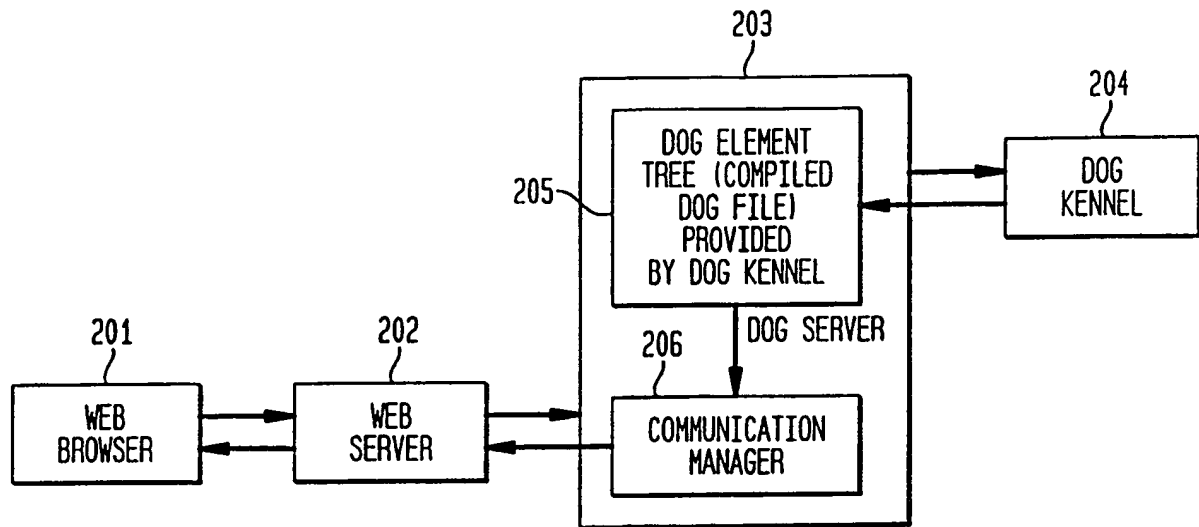 203
204
DOG ELEMENT
TREE (COMPILED
DOG FILE)
PROVIDED
BY DOG KENNEL
205
DOG
KENNEL
DOG SERVER
201
202
206
WEB
BROWSER
WEB
SERVER
COMMUNICATION
MANAGER